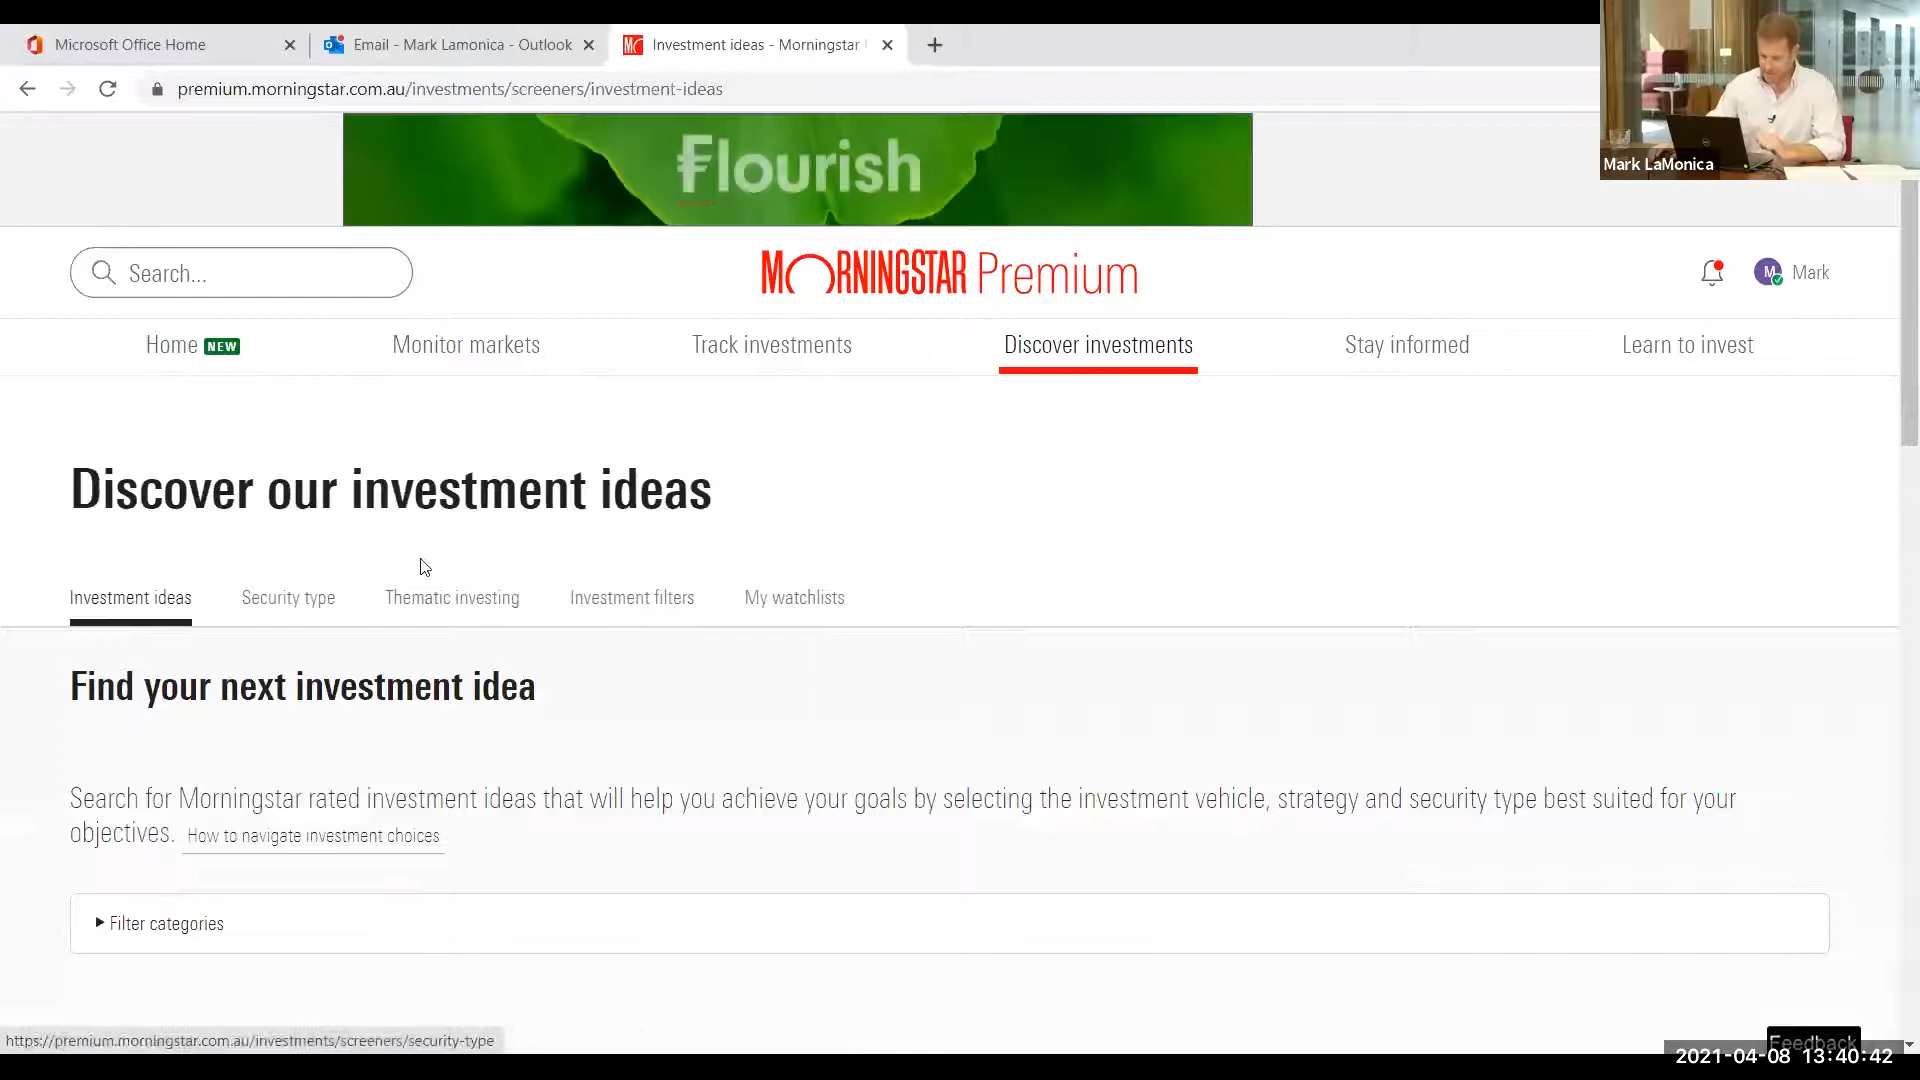 Microsoft Office Home
Email - Mark Lamonica - Outlook
Investment ideas - Morningstar
premium.morningstar.com.au/investments/screeners/investment-ideas
Mark LaMonica
Flourish
Search...
MORNINGSTAR Premium
M
Mark
Home NEW
Monitor markets
Track investments
Discover investments
Stay informed
Learn to invest
Discover our investment ideas
Investment ideas
Security type
Thematic investing
Investment filters
My watchlists
Find your next investment idea
Search for Morningstar rated investment ideas that will help you achieve your goals by selecting the investment vehicle, strategy and security type best suited for your
objectives. How to navigate investment choices
Filter categories
https://premium.morningstar.com.au/investments/screeners/security-type
Feedback
2021-04-08 13:40:42